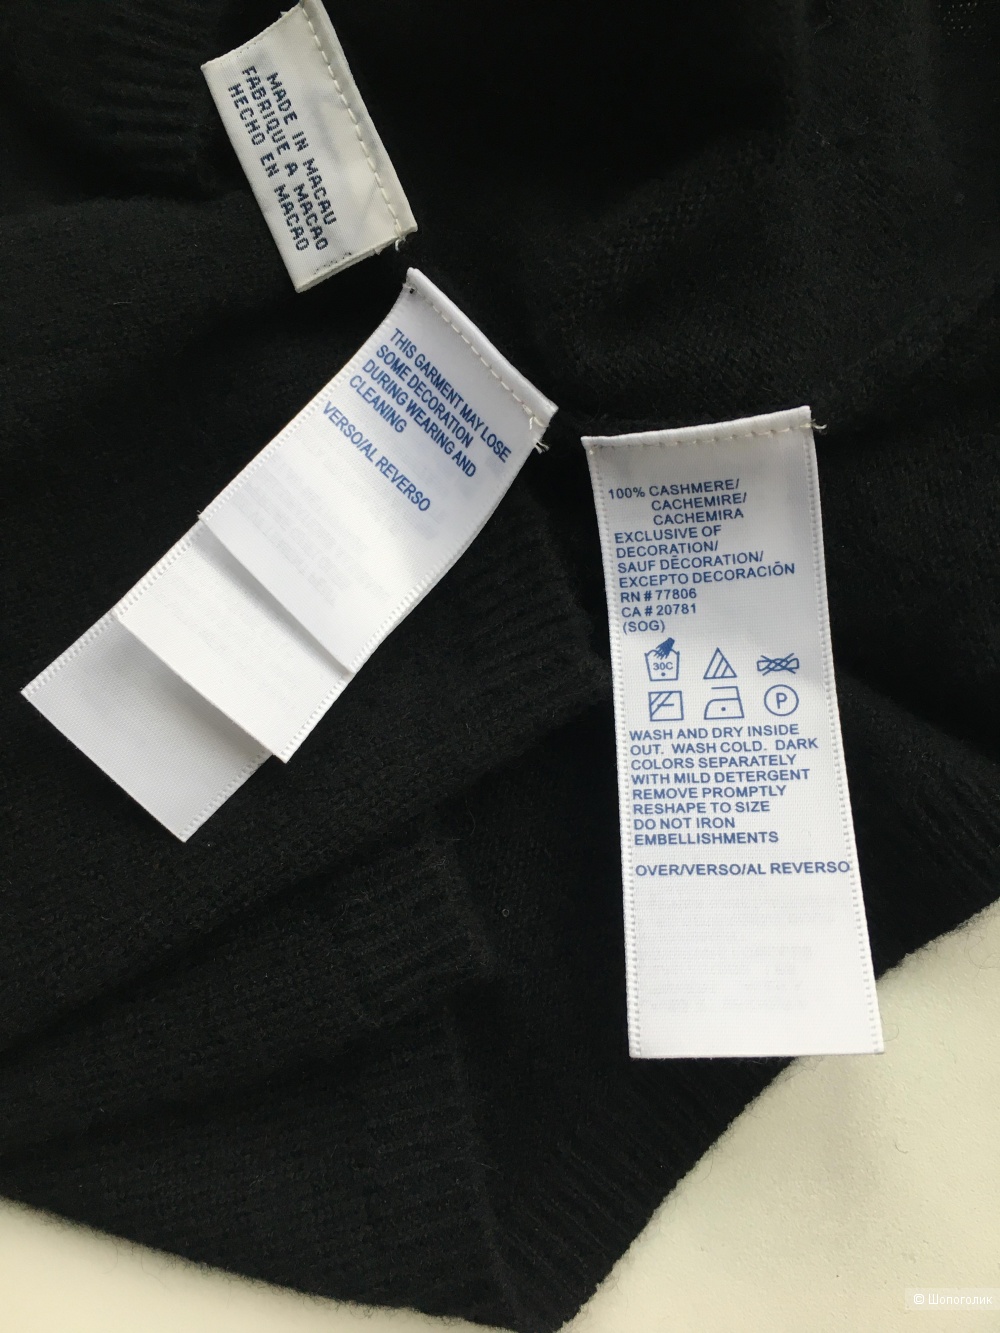 MADE IN MACAU
FABRIQUE A MACAO
HECHO EN MACAO
THIS GARMENT MAY LOSE
SOME DECORATION
DURING WEARING AND
CLEANING
VERSO/AL REVERSO
100% CASHMERE/
CACHEMIRE/
CACHEMIRA
EXCLUSIVE OF
DECORATION/
SAUF DÉCORATION/
EXCEPTO DECORACIÓN
RN # 77806
CA # 20781
(SOG)
30C
P
WASH AND DRY INSIDE
OUT. WASH COLD. DARK
COLORS SEPARATELY
WITH MILD DETERGENT
REMOVE PROMPTLY
RESHAPE TO SIZE
DO NOT IRON
EMBELLISHMENTS
OVER/VERSO/AL REVERSO
© Шопоголик